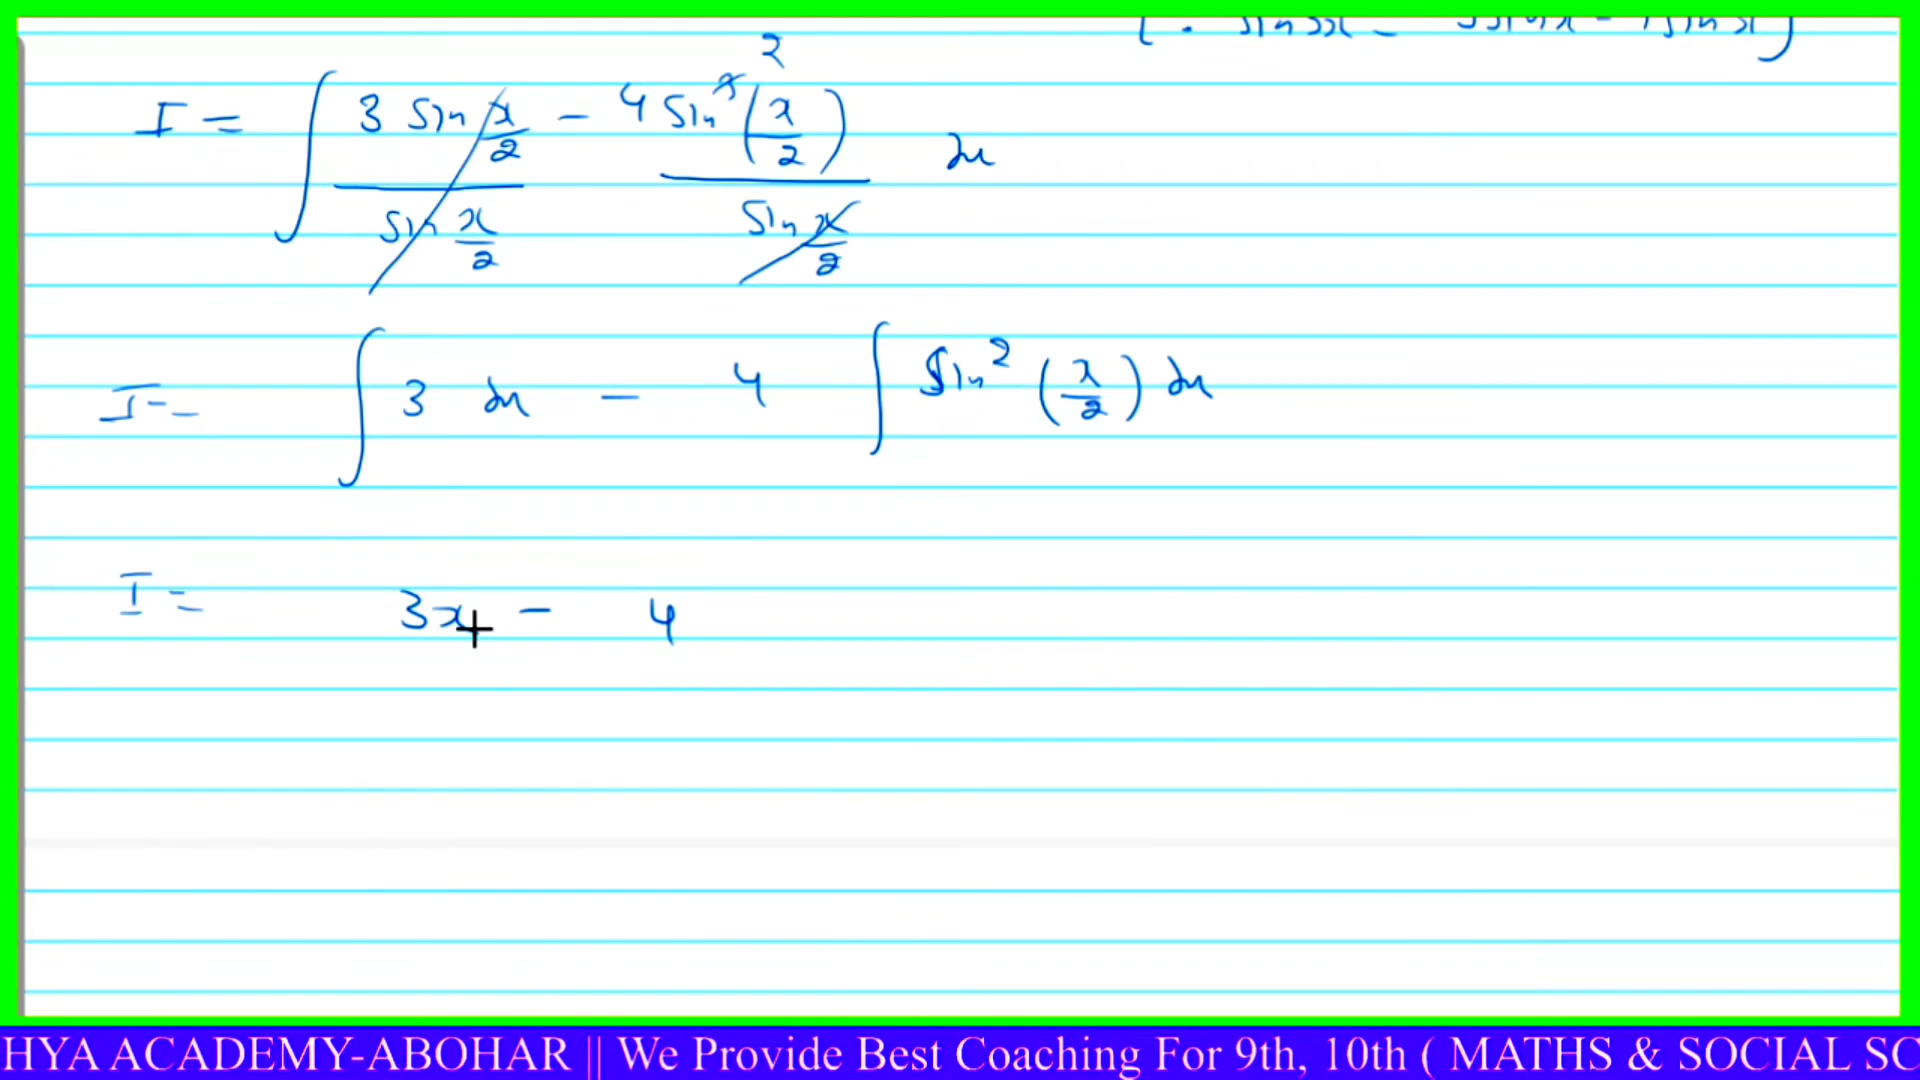 I = ∫ 3 sin x/2 / sin x/2 - 4 sin² (x/2) / sin x/2 dx
I = ∫ 3 dx - 4 ∫ sin² (x/2) dx
I = 3x - 4
HYA ACADEMY-ABOHAR || We Provide Best Coaching For 9th, 10th ( MATHS & SOCIAL SC